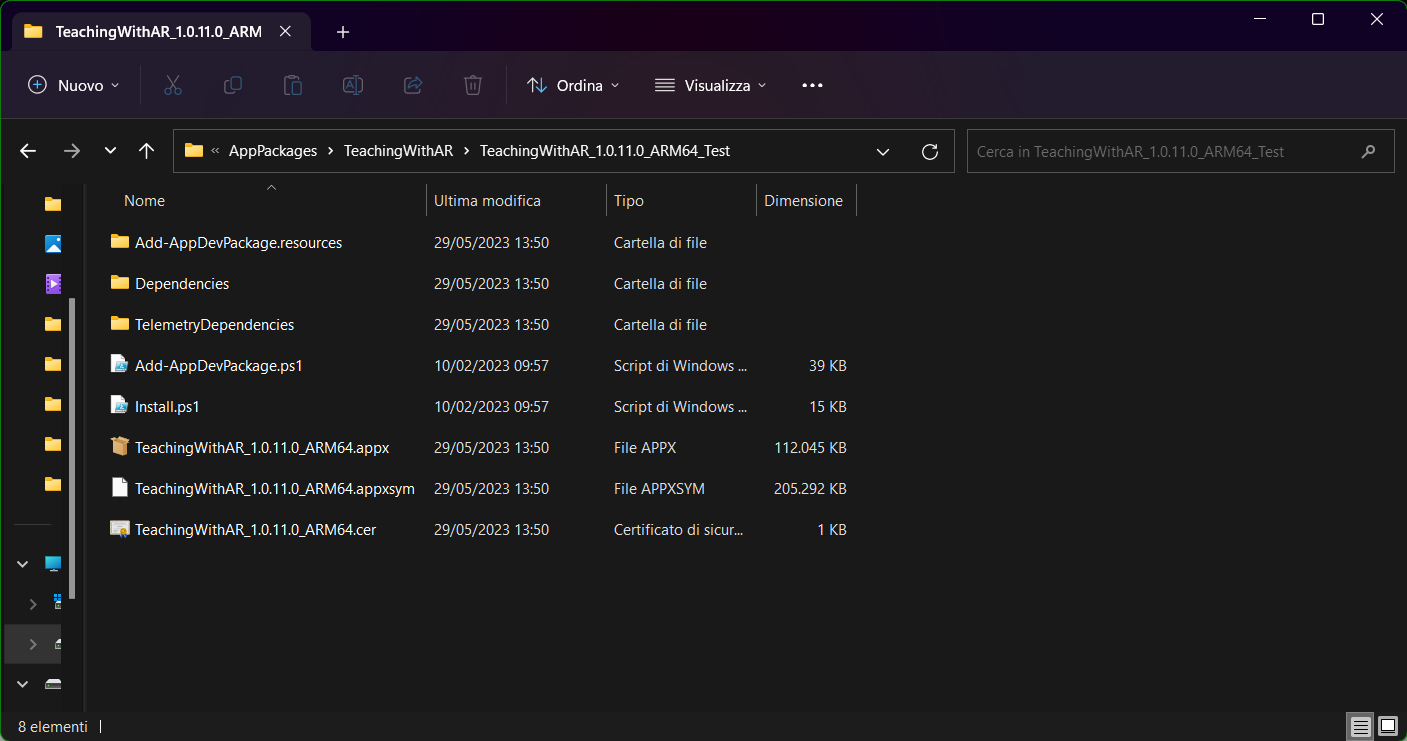 TeachingWithAR_1.0.11.0_ARM
Nuovo
Ordina
Visualizza
« AppPackages > TeachingWithAR > TeachingWithAR_1.0.11.0_ARM64_Test
Cerca in TeachingWithAR_1.0.11.0_ARM64_Test
Nome Ultima modifica Tipo Dimensione
Add-AppDevPackage.resources 29/05/2023 13:50 Cartella di file
Dependencies 29/05/2023 13:50 Cartella di file
TelemetryDependencies 29/05/2023 13:50 Cartella di file
Add-AppDevPackage.ps1 10/02/2023 09:57 Script di Windows ... 39 KB
Install.ps1 10/02/2023 09:57 Script di Windows ... 15 KB
TeachingWithAR_1.0.11.0_ARM64.appx 29/05/2023 13:50 File APPX 112.045 KB
TeachingWithAR_1.0.11.0_ARM64.appxsym 29/05/2023 13:50 File APPXSYM 205.292 KB
TeachingWithAR_1.0.11.0_ARM64.cer 29/05/2023 13:50 Certificato di sicur... 1 KB
8 elementi